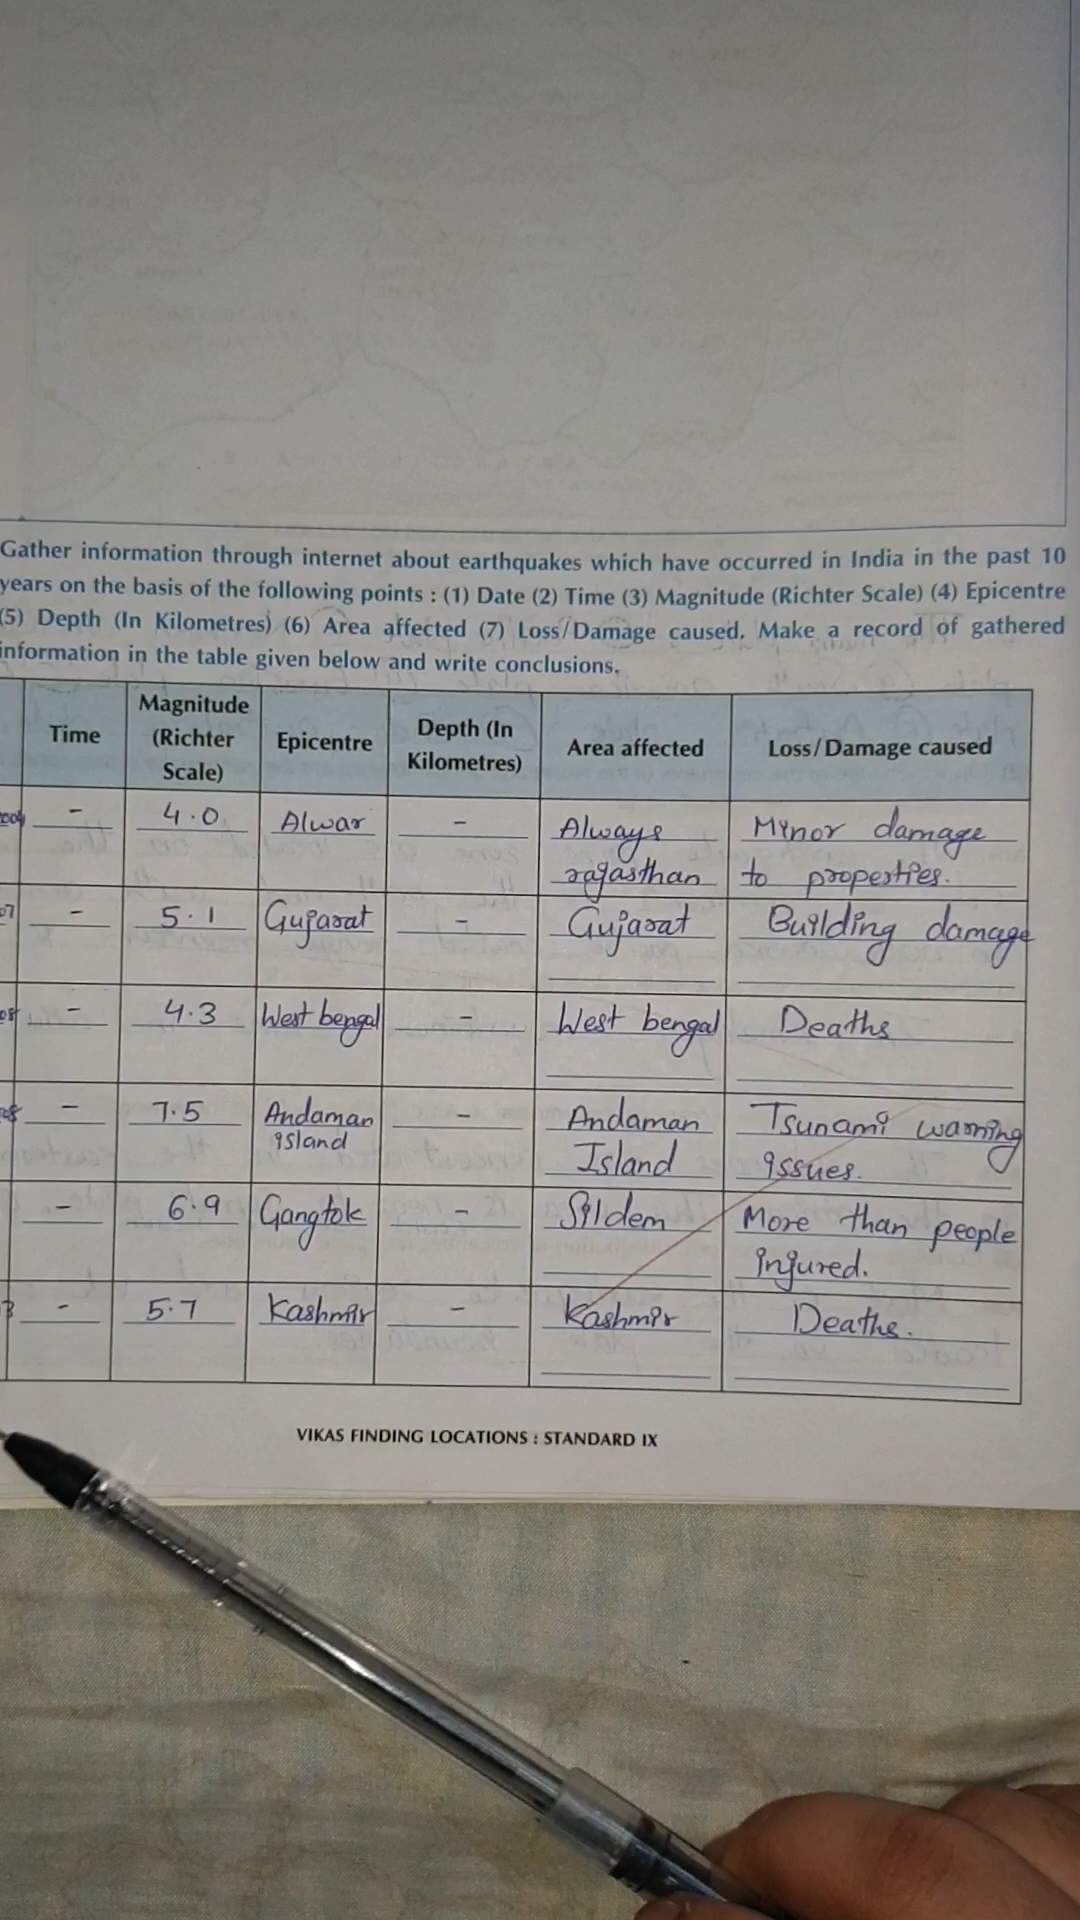 Gather information through internet about earthquakes which have occurred in India in the past 10
years on the basis of the following points : (1) Date (2) Time (3) Magnitude (Richter Scale) (4) Epicentre
(5) Depth (In Kilometres) (6) Area affected (7) Loss/Damage caused. Make a record of gathered
information in the table given below and write conclusions.
Time Magnitude (Richter Scale) Epicentre Depth (In Kilometres) Area affected Loss/Damage caused
- 4.0 Alwar - Always Minor damage
rajasthan to properties.
07 - 5.1 Gujarat - Gujarat Building damage
08 - 4.3 West bengal - West bengal Deaths
- 7.5 Andaman - Andaman Tsunami warning
island Island issues.
- 6.9 Gangtok - Sildem More than people
injured.
3 - 5.7 Kashmir - Kashmir Deaths.
VIKAS FINDING LOCATIONS : STANDARD IX